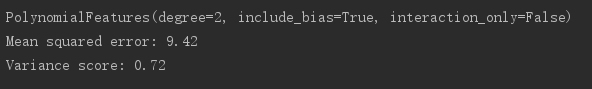 PolynomialFeatures(degree=2, include_bias=True, interaction_only=False)
Mean squared error: 9.42
Variance score: 0.72